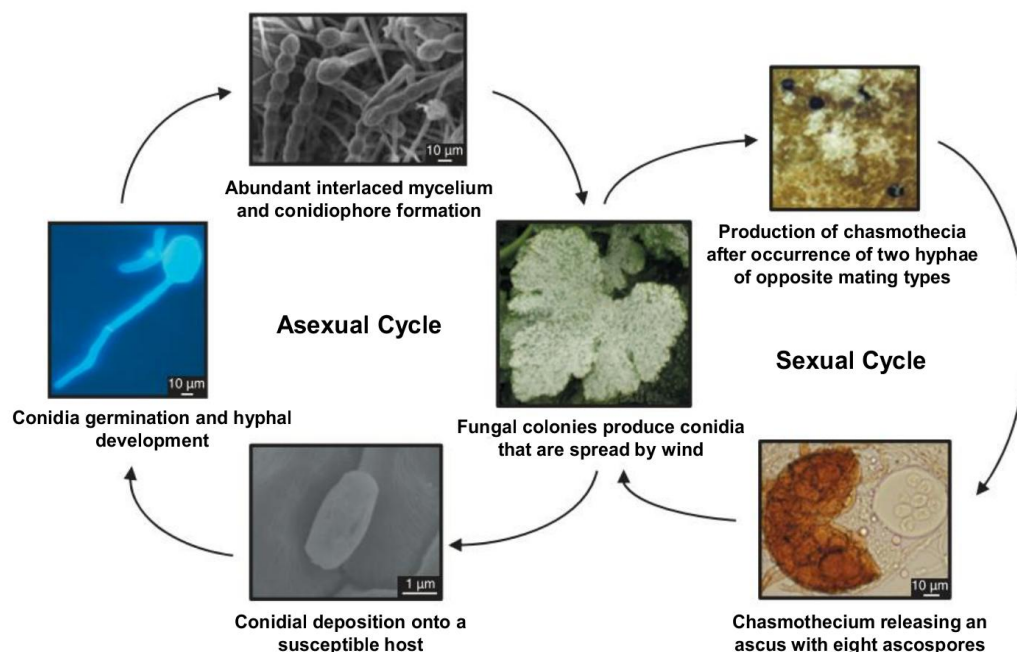 10 µm
Abundant interlaced mycelium
and conidiophore formation
Production of chasmothecia
after occurrence of two hyphae
of opposite mating types
Asexual Cycle
Sexual Cycle
10 µm
Conidia germination and hyphal
development
Fungal colonies produce conidia
that are spread by wind
1 µm
Conidial deposition onto a
susceptible host
10 µm
Chasmothecium releasing an
ascus with eight ascospores